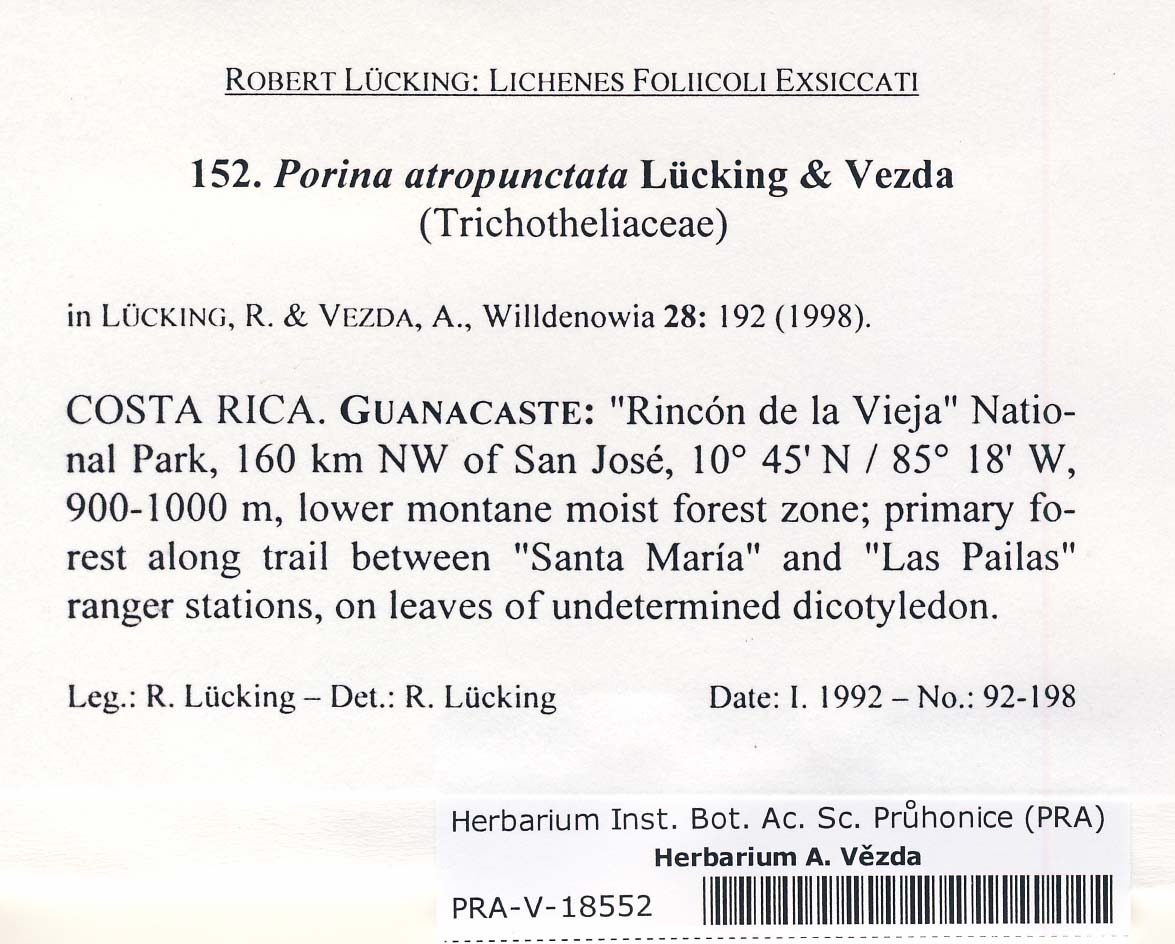 ROBERT LÜCKING: LICHENES FOLIICOLI EXSICCATI
152. Porina atropunctata Lücking & Vezda
(Trichotheliaceae)
in LÜCKING, R. & VEZDA, A., Willdenowia 28: 192 (1998).
COSTA RICA. GUANACASTE: "Rincón de la Vieja" Natio-
nal Park, 160 km NW of San José, 10° 45' N / 85° 18' W,
900-1000 m, lower montane moist forest zone; primary fo-
rest along trail between "Santa María" and "Las Pailas"
ranger stations, on leaves of undetermined dicotyledon.
Leg.: R. Lücking – Det.: R. Lücking Date: I. 1992 – No.: 92-198
Herbarium Inst. Bot. Ac. Sc. Průhonice (PRA)
Herbarium A. Vězda
PRA-V-18552